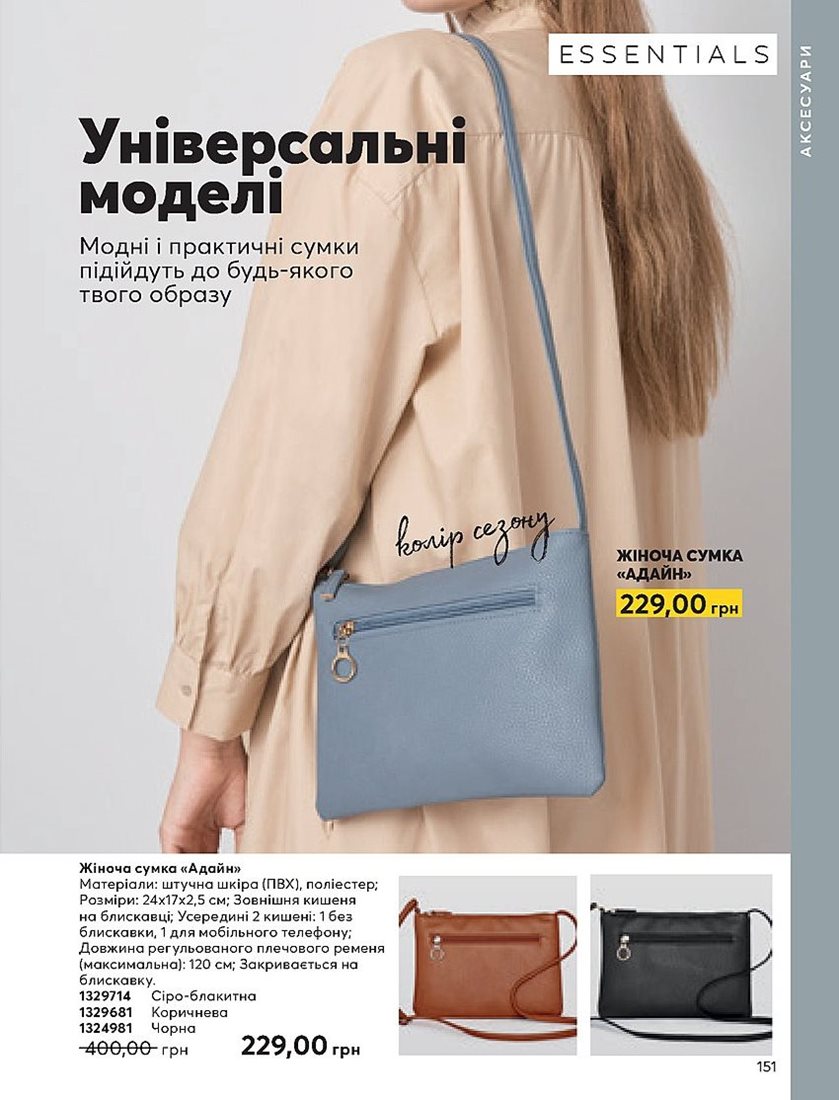 ESSENTIALS
АКСЕСУАРИ
Універсальні
моделі
Модні і практичні сумки
підійдуть до будь-якого
твого образу
колір сезону
ЖІНОЧА СУМКА
«АДАЙН»
229,00 грн
Жіноча сумка «Адайн»
Матеріали: штучна шкіра (ПВХ), поліестер;
Розміри: 24х17х2,5 см; Зовнішня кишеня
на блискавці; Усередині 2 кишені: 1 без
блискавки, 1 для мобільного телефону;
Довжина регульованого плечового ременя
(максимальна): 120 см; Закривається на
блискавку.
1329714 Сіро-блакитна
1329681 Коричнева
1324981 Чорна
400,00 грн 229,00 грн
151